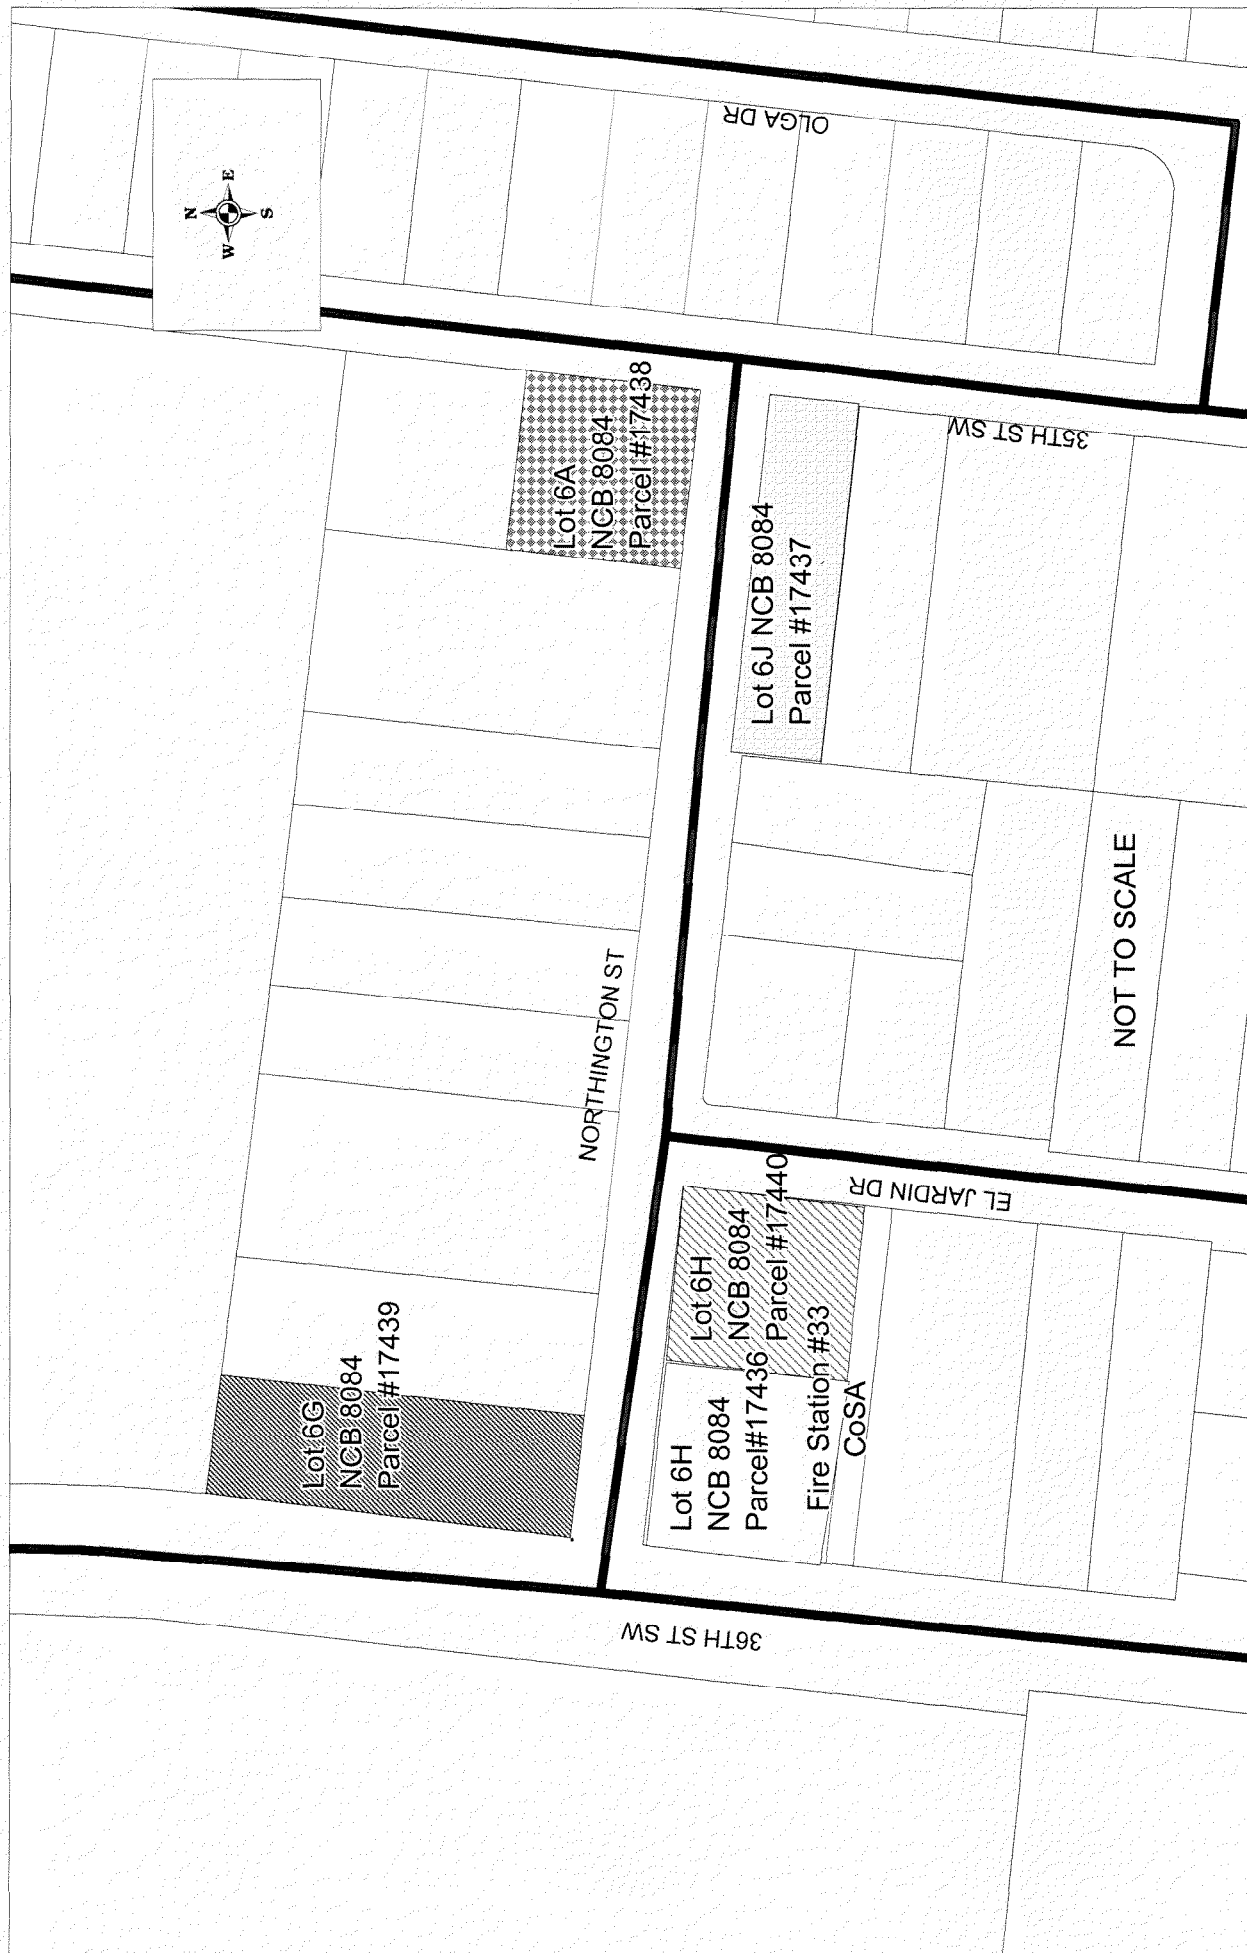 N
W E
S
OLGA DR
Lot 6A
NCB 8084
Parcel #17438
35TH ST SW
Lot 6J NCB 8084
Parcel #17437
NORTHINGTON ST
NOT TO SCALE
Lot 6G
NCB 8084
Parcel #17439
Lot 6H
NCB 8084
Parcel #17440
EL JARDIN DR
Lot 6H
NCB 8084
Parcel#17436
Fire Station #33
CoSA
36TH ST SW